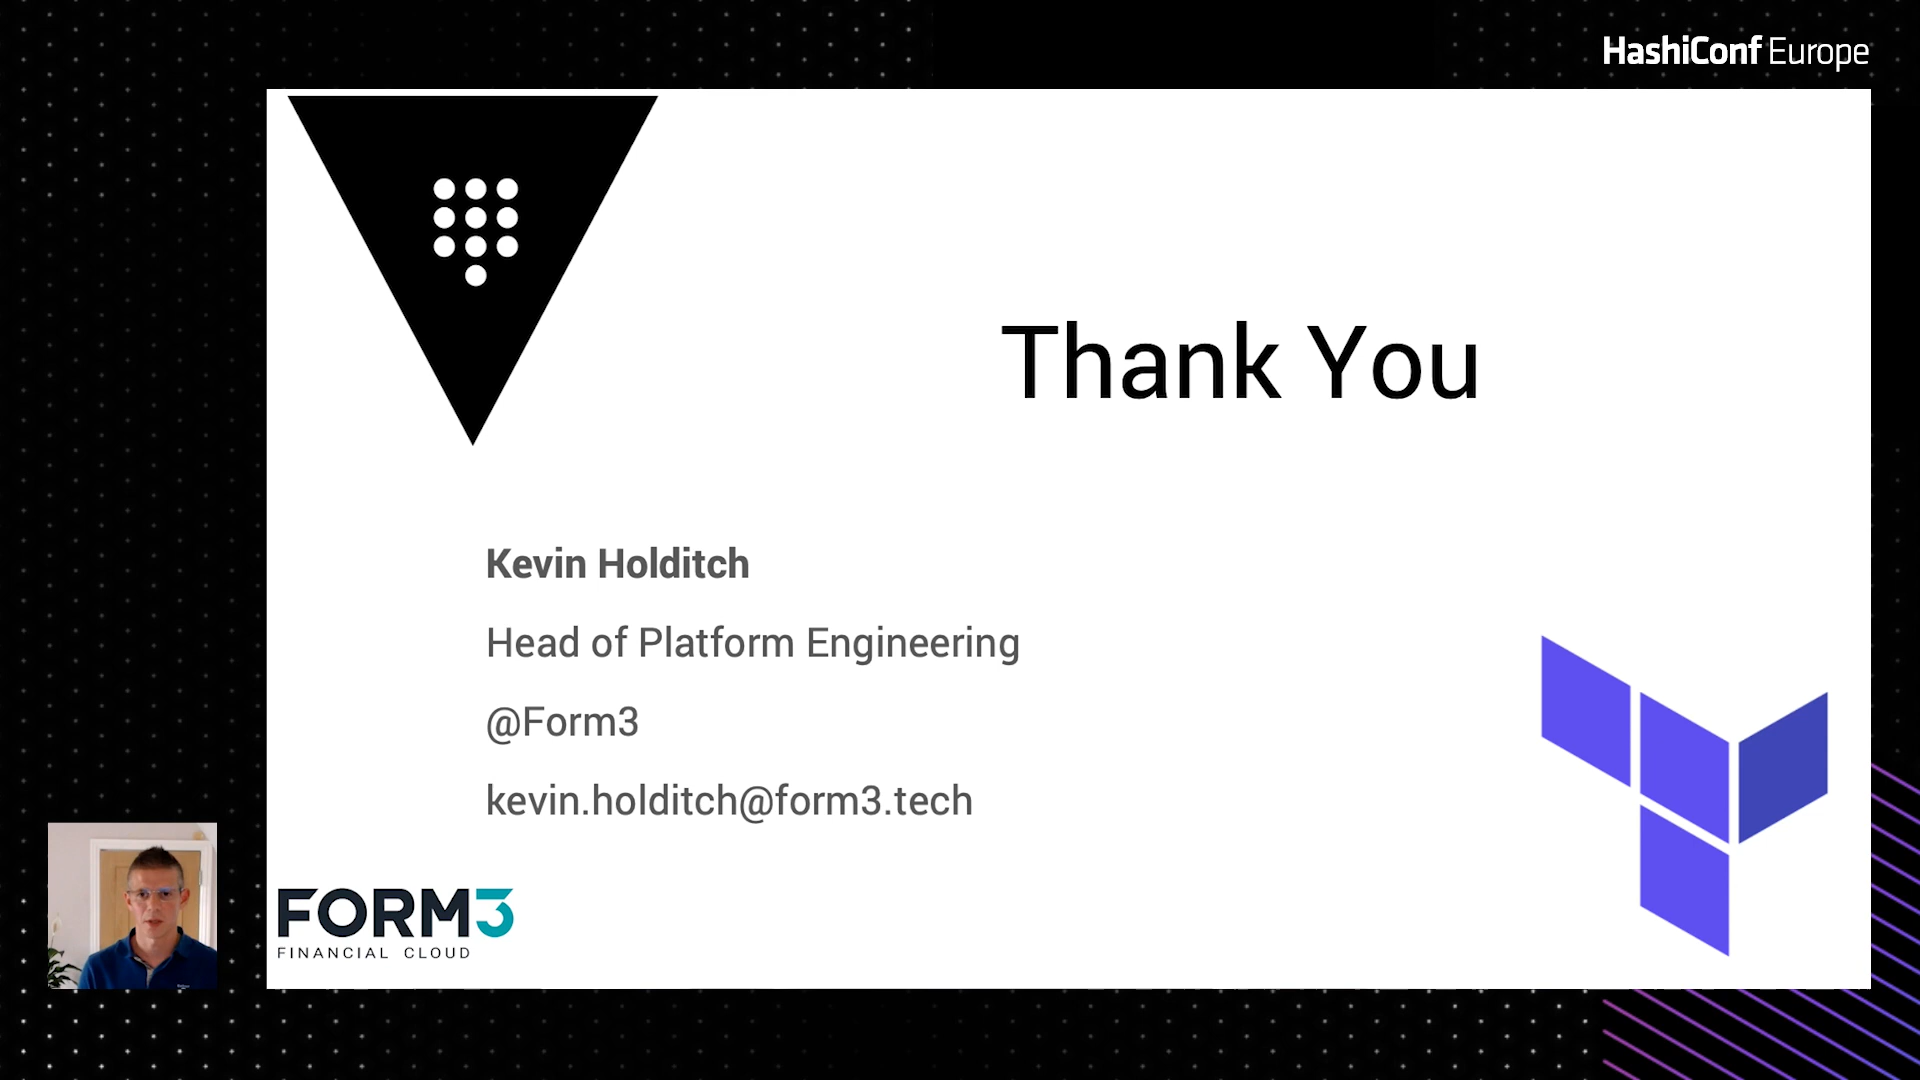 HashiConf Europe
Thank You
Kevin Holditch
Head of Platform Engineering
@Form3
kevin.holditch@form3.tech
FORM3
FINANCIAL CLOUD